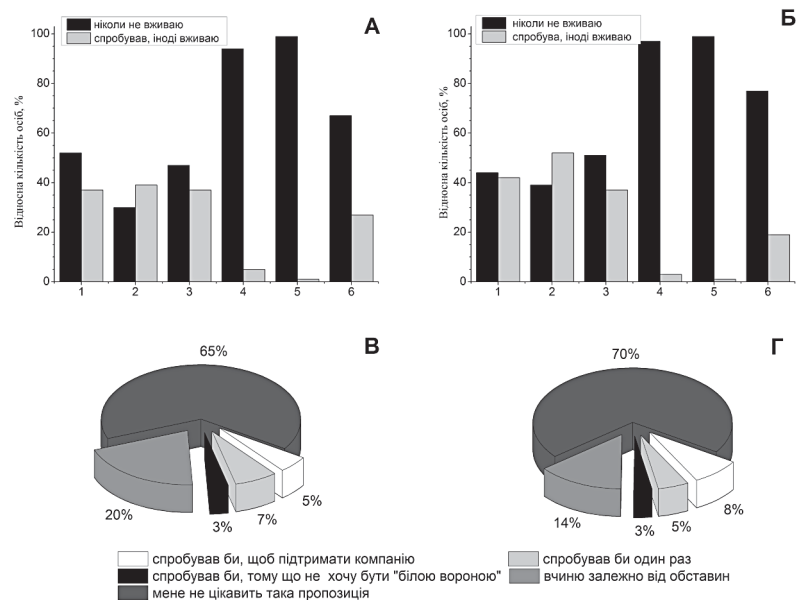 А
ніколи не вживаю
спробував, іноді вживаю
Відносна кількість осіб, %
100
80
60
40
20
0
1 2 3 4 5 6
Б
ніколи не вживаю
спробува, іноді вживаю
Відносна кількість осіб, %
100
80
60
40
20
0
1 2 3 4 5 6
В
65%
20%
3%
7%
5%
Г
70%
14%
3%
5%
8%
спробував би, щоб підтримати компанію
спробував би один раз
спробував би, тому що не хочу бути "білою вороною"
вчиню залежно від обставин
мене не цікавить така пропозиція